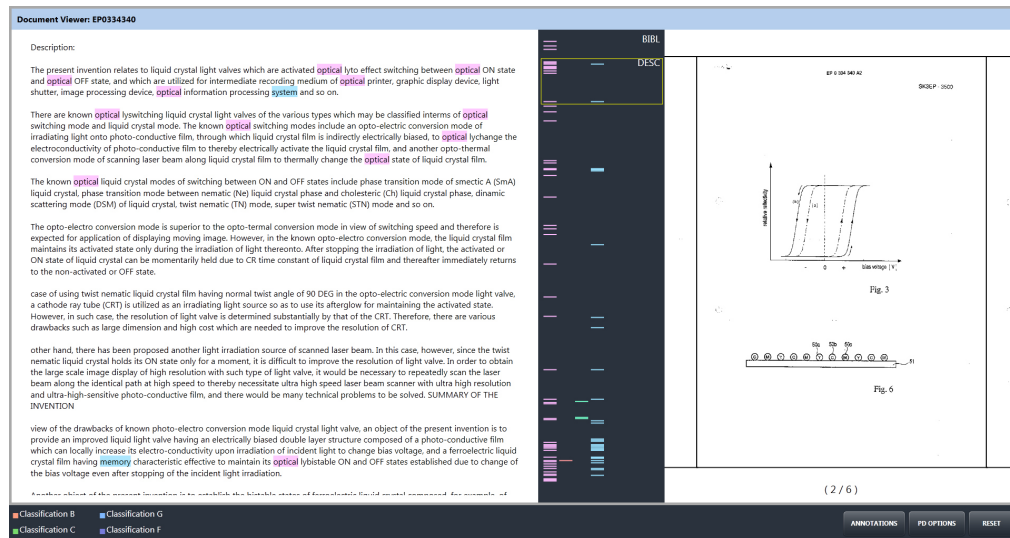 Document Viewer: EP0334340
Description:
The present invention relates to liquid crystal light valves which are activated optical lyto effect switching between optical ON state
and optical OFF state, and which are utilized for intermediate recording medium of optical printer, graphic display device, light
shutter, image processing device, optical information processing system and so on.
There are known optical lyswitching liquid crystal light valves of the various types which may be classified interms of optical
switching mode and liquid crystal mode. The known optical switching modes include an opto-electric conversion mode of
irradiating light onto photo-conductive film, through which liquid crystal film is indirectly electrically biased, to optical lychange the
electroconductivity of photo-conductive film to thereby electrically activate the liquid crystal film, and another opto-thermal
conversion mode of scanning laser beam along liquid crystal film to thermally change the optical state of liquid crystal film.
The known optical liquid crystal modes of switching between ON and OFF states include phase transition mode of smectic A (SmA)
liquid crystal, phase transition mode between nematic (Ne) liquid crystal phase and cholesteric (Ch) liquid crystal phase, dinamic
scattering mode (DSM) of liquid crystal, twist nematic (TN) mode, super twist nematic (STN) mode and so on.
The opto-electro conversion mode is superior to the opto-termal conversion mode in view of switching speed and therefore is
expected for application of displaying moving image. However, in the known opto-electro conversion mode, the liquid crystal film
maintains its activated state only during the irradiation of light thereonto. After stopping the irradiation of light, the activated or
ON state of liquid crystal can be momentarily held due to CR time constant of liquid crystal film and thereafter immediately returns
to the non-activated or OFF state.
case of using twist nematic liquid crystal film having normal twist angle of 90 DEG in the opto-electric conversion mode light valve,
a cathode ray tube (CRT) is utilized as an irradiating light source so as to use its afterglow for maintaining the activated state.
However, in such case, the resolution of light valve is determined substantially by that of the CRT. Therefore, there are various
drawbacks such as large dimension and high cost which are needed to improve the resolution of CRT.
other hand, there has been proposed another light irradiation source of scanned laser beam. In this case, however, since the twist
nematic liquid crystal holds its ON state only for a moment, it is difficult to improve the resolution of light valve. In order to obtain
the large scale image display of high resolution with such type of light valve, it would be necessary to repeatedly scan the laser
beam along the identical path at high speed to thereby necessitate ultra high speed laser beam scanner with ultra high resolution
and ultra-high-sensitive photo-conductive film, and there would be many technical problems to be solved. SUMMARY OF THE
INVENTION
view of the drawbacks of known photo-electro conversion mode liquid crystal light valve, an object of the present invention is to
provide an improved liquid light valve having an electrically biased double layer structure composed of a photo-conductive film
which can locally increase its electro-conductivity upon irradiation of incident light to change bias voltage, and a ferroelectric liquid
crystal film having memory characteristic effective to maintain its optical lybistable ON and OFF states established due to change of
the bias voltage even after stopping of the incident light irradiation.
Another object of the present invention is to establish the bistable states of ferroelectric liquid crystal composed, for example, of
BIBL
DESC
EP 0 334 340 A2
SKSEP - 3500
relative reflectivity
- 0 + bias voltage [V]
Fig. 3
50a 50b 50c
51
Fig. 6
(2/6)
Classification B
Classification G
Classification C
Classification F
ANNOTATIONS
PD OPTIONS
RESET